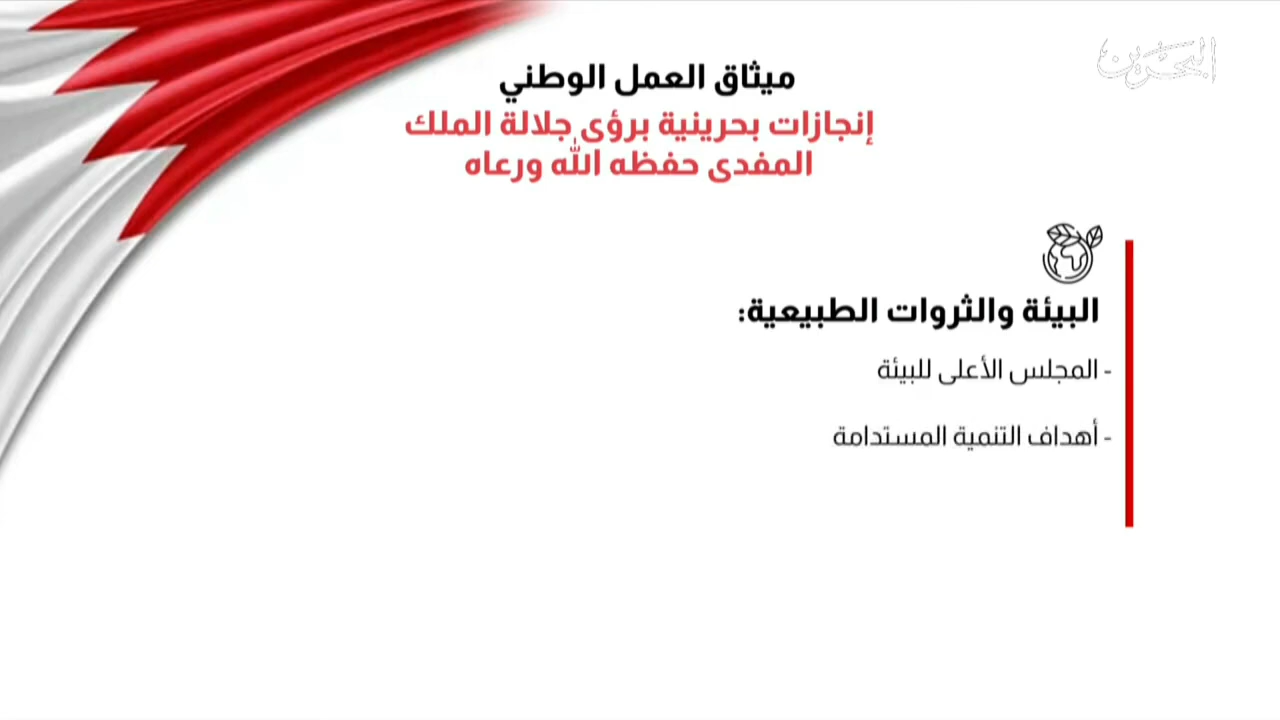 البحرين
ميثاق العمل الوطني
إنجازات بحرينية برؤى جلالة الملك
المفدى حفظه الله ورعاه
البيئة والثروات الطبيعية:
- المجلس الأعلى للبيئة
- أهداف التنمية المستدامة